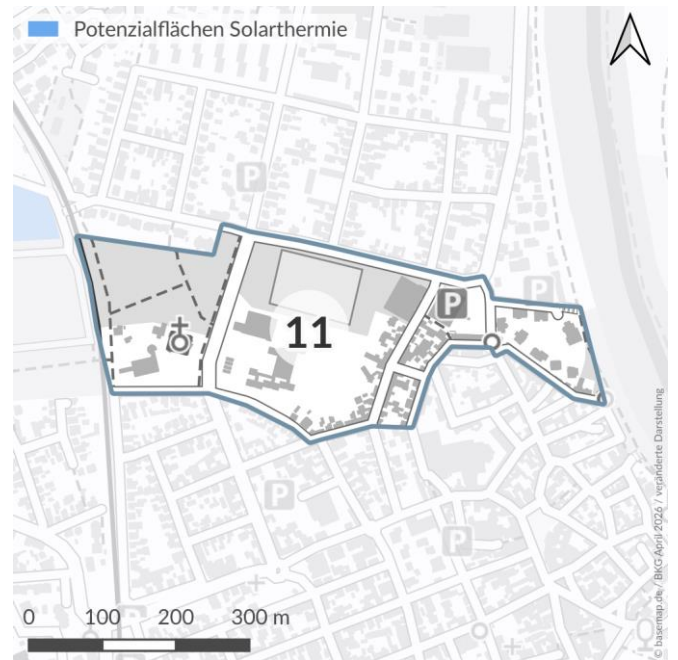 Potenzialflächen Solarthermie
P
P
P
11
P
P
0 100 200 300 m
© basemap.de / BKG April 2026 / veränderte Darstellung